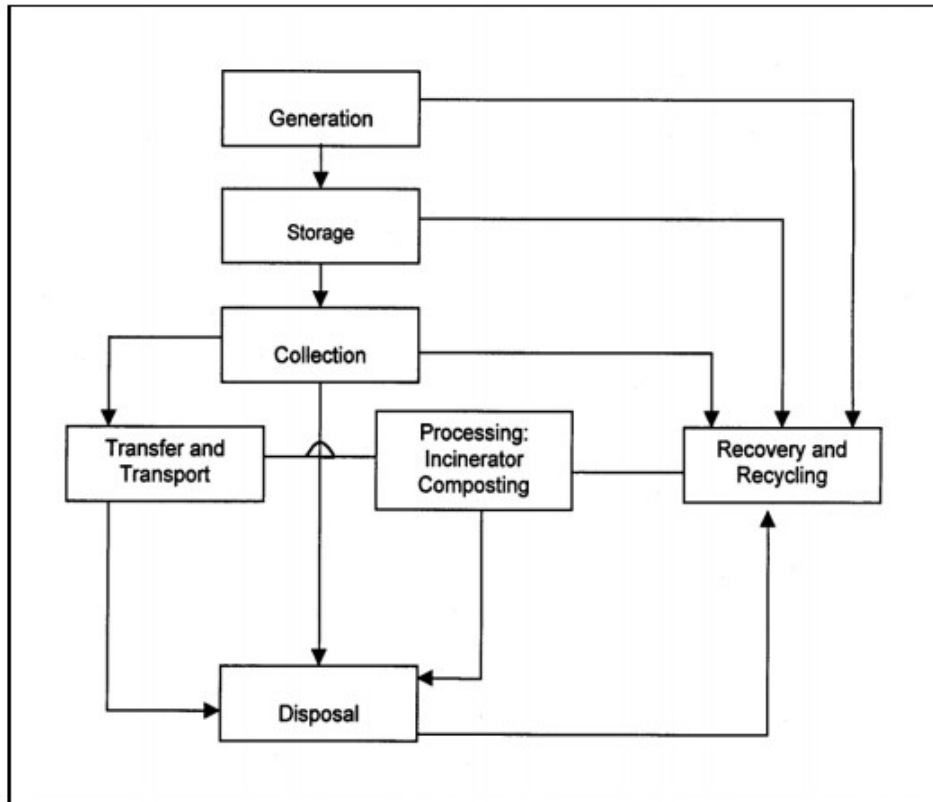 Generation
Storage
Collection
Transfer and
Transport
Processing:
Incinerator
Composting
Recovery and
Recycling
Disposal